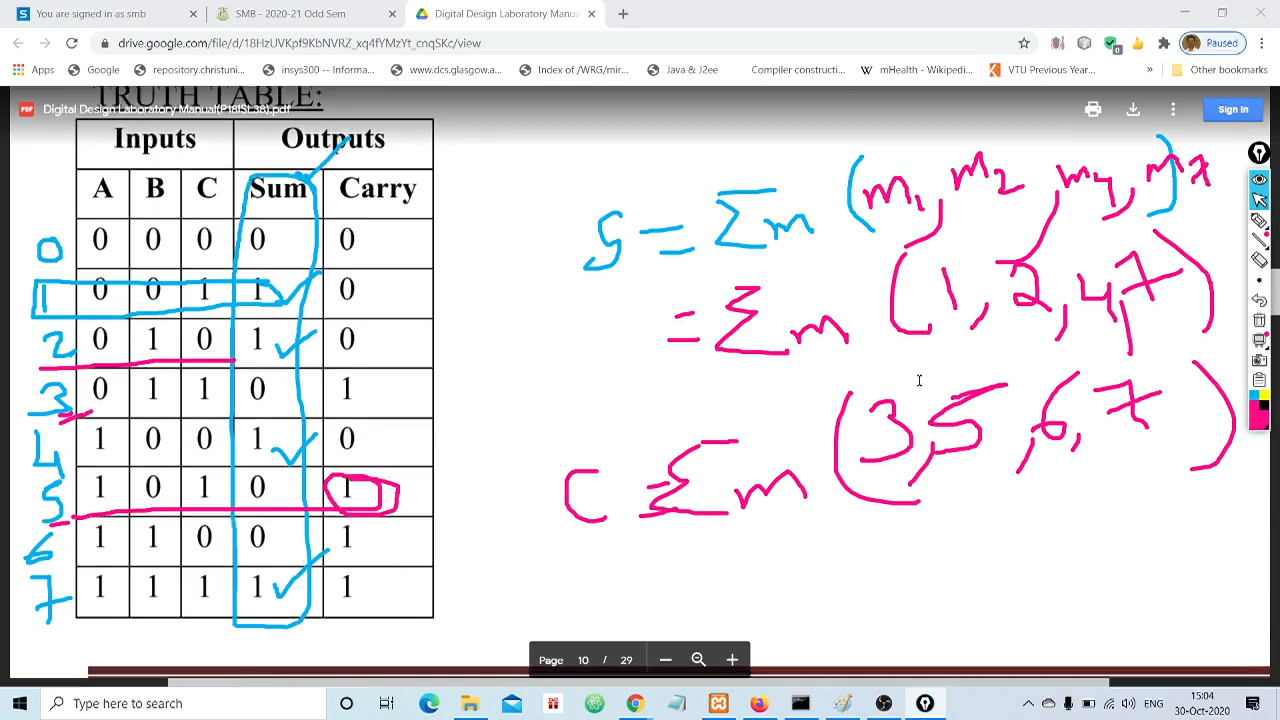 You are signed in as smb
SMB - 2020-21 Odd Sem
Digital Design Laboratory Manua
drive.google.com/file/d/18HzUVKpf9KbNVRZ_xq4fYMzYt_cnqSKc/view
Paused
Apps Google repository.christuni... sys300 -- Informa... www.dcs.glasgow... Index of /WRG/mir... Java & J2ee Compiler Constructi... mHealth - Wikipedi... VTU Previous Year... » Other bookmarks
TRUTH TABLE:
Digital Design Laboratory Manual(P18ISL38).pdf
Sign In
Inputs Outputs
A B C Sum Carry
0 0 0 0 0 0
1 0 0 1 1 0
2 0 1 0 1 0
3 0 1 1 0 1
4 1 0 0 1 0
5 1 0 1 0 1
6 1 1 0 0 1
7 1 1 1 1 1
S = Σm (m1, m2, m4, m7)
= Σm (1, 2, 4, 7)
C = Σm (3, 5, 6, 7)
Page 10 / 29
Type here to search
ENG
15:04
30-Oct-2020